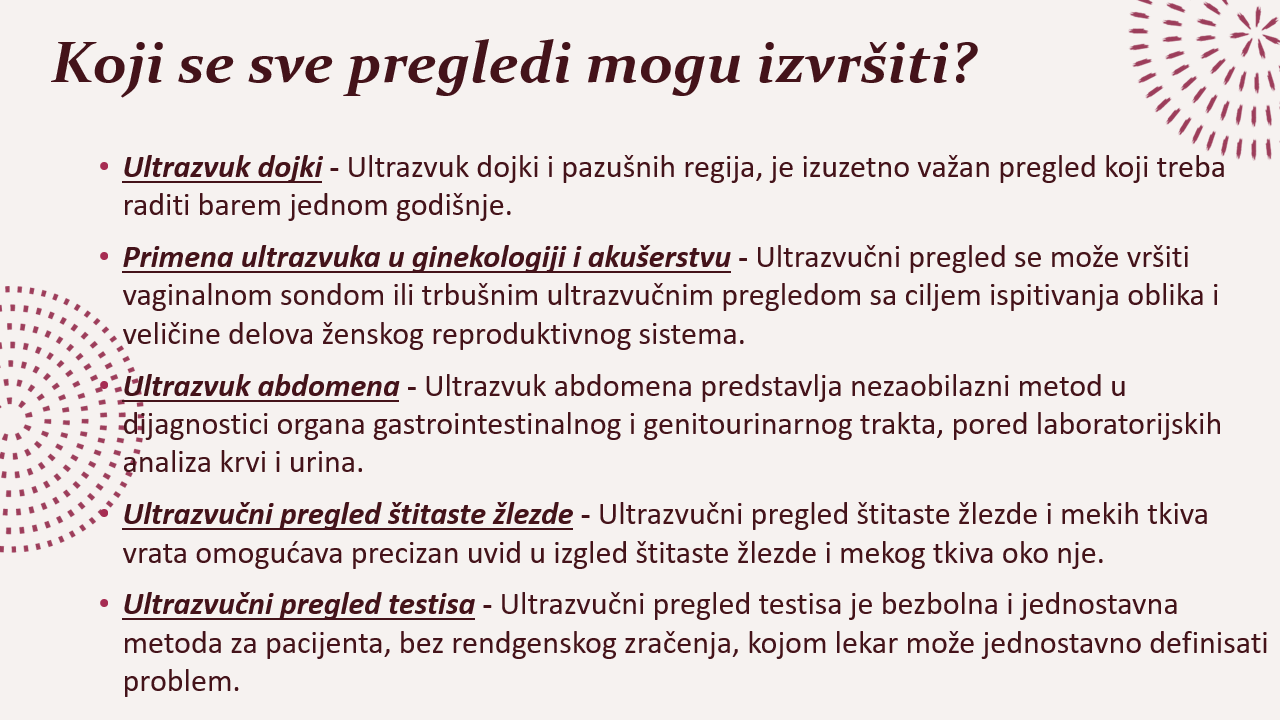 Koji se sve pregledi mogu izvršiti?
• Ultrazvuk dojki - Ultrazvuk dojki i pazušnih regija, je izuzetno važan pregled koji treba
raditi barem jednom godišnje.
• Primena ultrazvuka u ginekologiji i akušerstvu - Ultrazvučni pregled se može vršiti
vaginalnom sondom ili trbušnim ultrazvučnim pregledom sa ciljem ispitivanja oblika i
veličine delova ženskog reproduktivnog sistema.
• Ultrazvuk abdomena - Ultrazvuk abdomena predstavlja nezaobilazni metod u
dijagnostici organa gastrointestinalnog i genitourinarnog trakta, pored laboratorijskih
analiza krvi i urina.
• Ultrazvučni pregled štitaste žlezde - Ultrazvučni pregled štitaste žlezde i mekih tkiva
vrata omogućava precizan uvid u izgled štitaste žlezde i mekog tkiva oko nje.
• Ultrazvučni pregled testisa - Ultrazvučni pregled testisa je bezbolna i jednostavna
metoda za pacijenta, bez rendgenskog zračenja, kojom lekar može jednostavno definisati
problem.